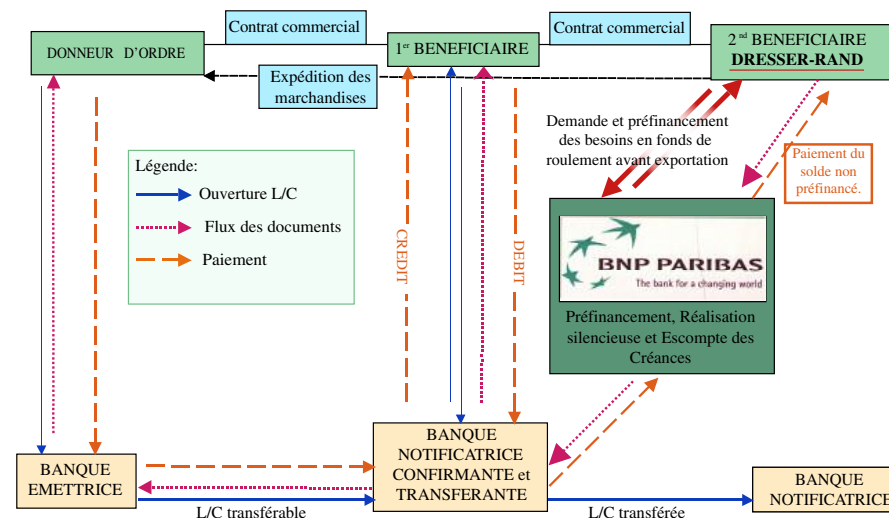 Contrat commercial
Contrat commercial
DONNEUR D'ORDRE
1er BENEFICIAIRE
2nd BENEFICIAIRE
DRESSER-RAND
Expédition des
marchandises
Demande et préfinancement
des besoins en fonds de
roulement avant exportation
Paiement du
solde non
préfinancé.
Légende:
Ouverture L/C
Flux des documents
Paiement
CREDIT
DEBIT
BNP PARIBAS
The bank for a changing world
Préfinancement, Réalisation
silencieuse et Escompte des
Créances
BANQUE
EMETTRICE
BANQUE
NOTIFICATRICE
CONFIRMANTE et
TRANSFERANTE
BANQUE
NOTIFICATRICE
L/C transférable
L/C transférée